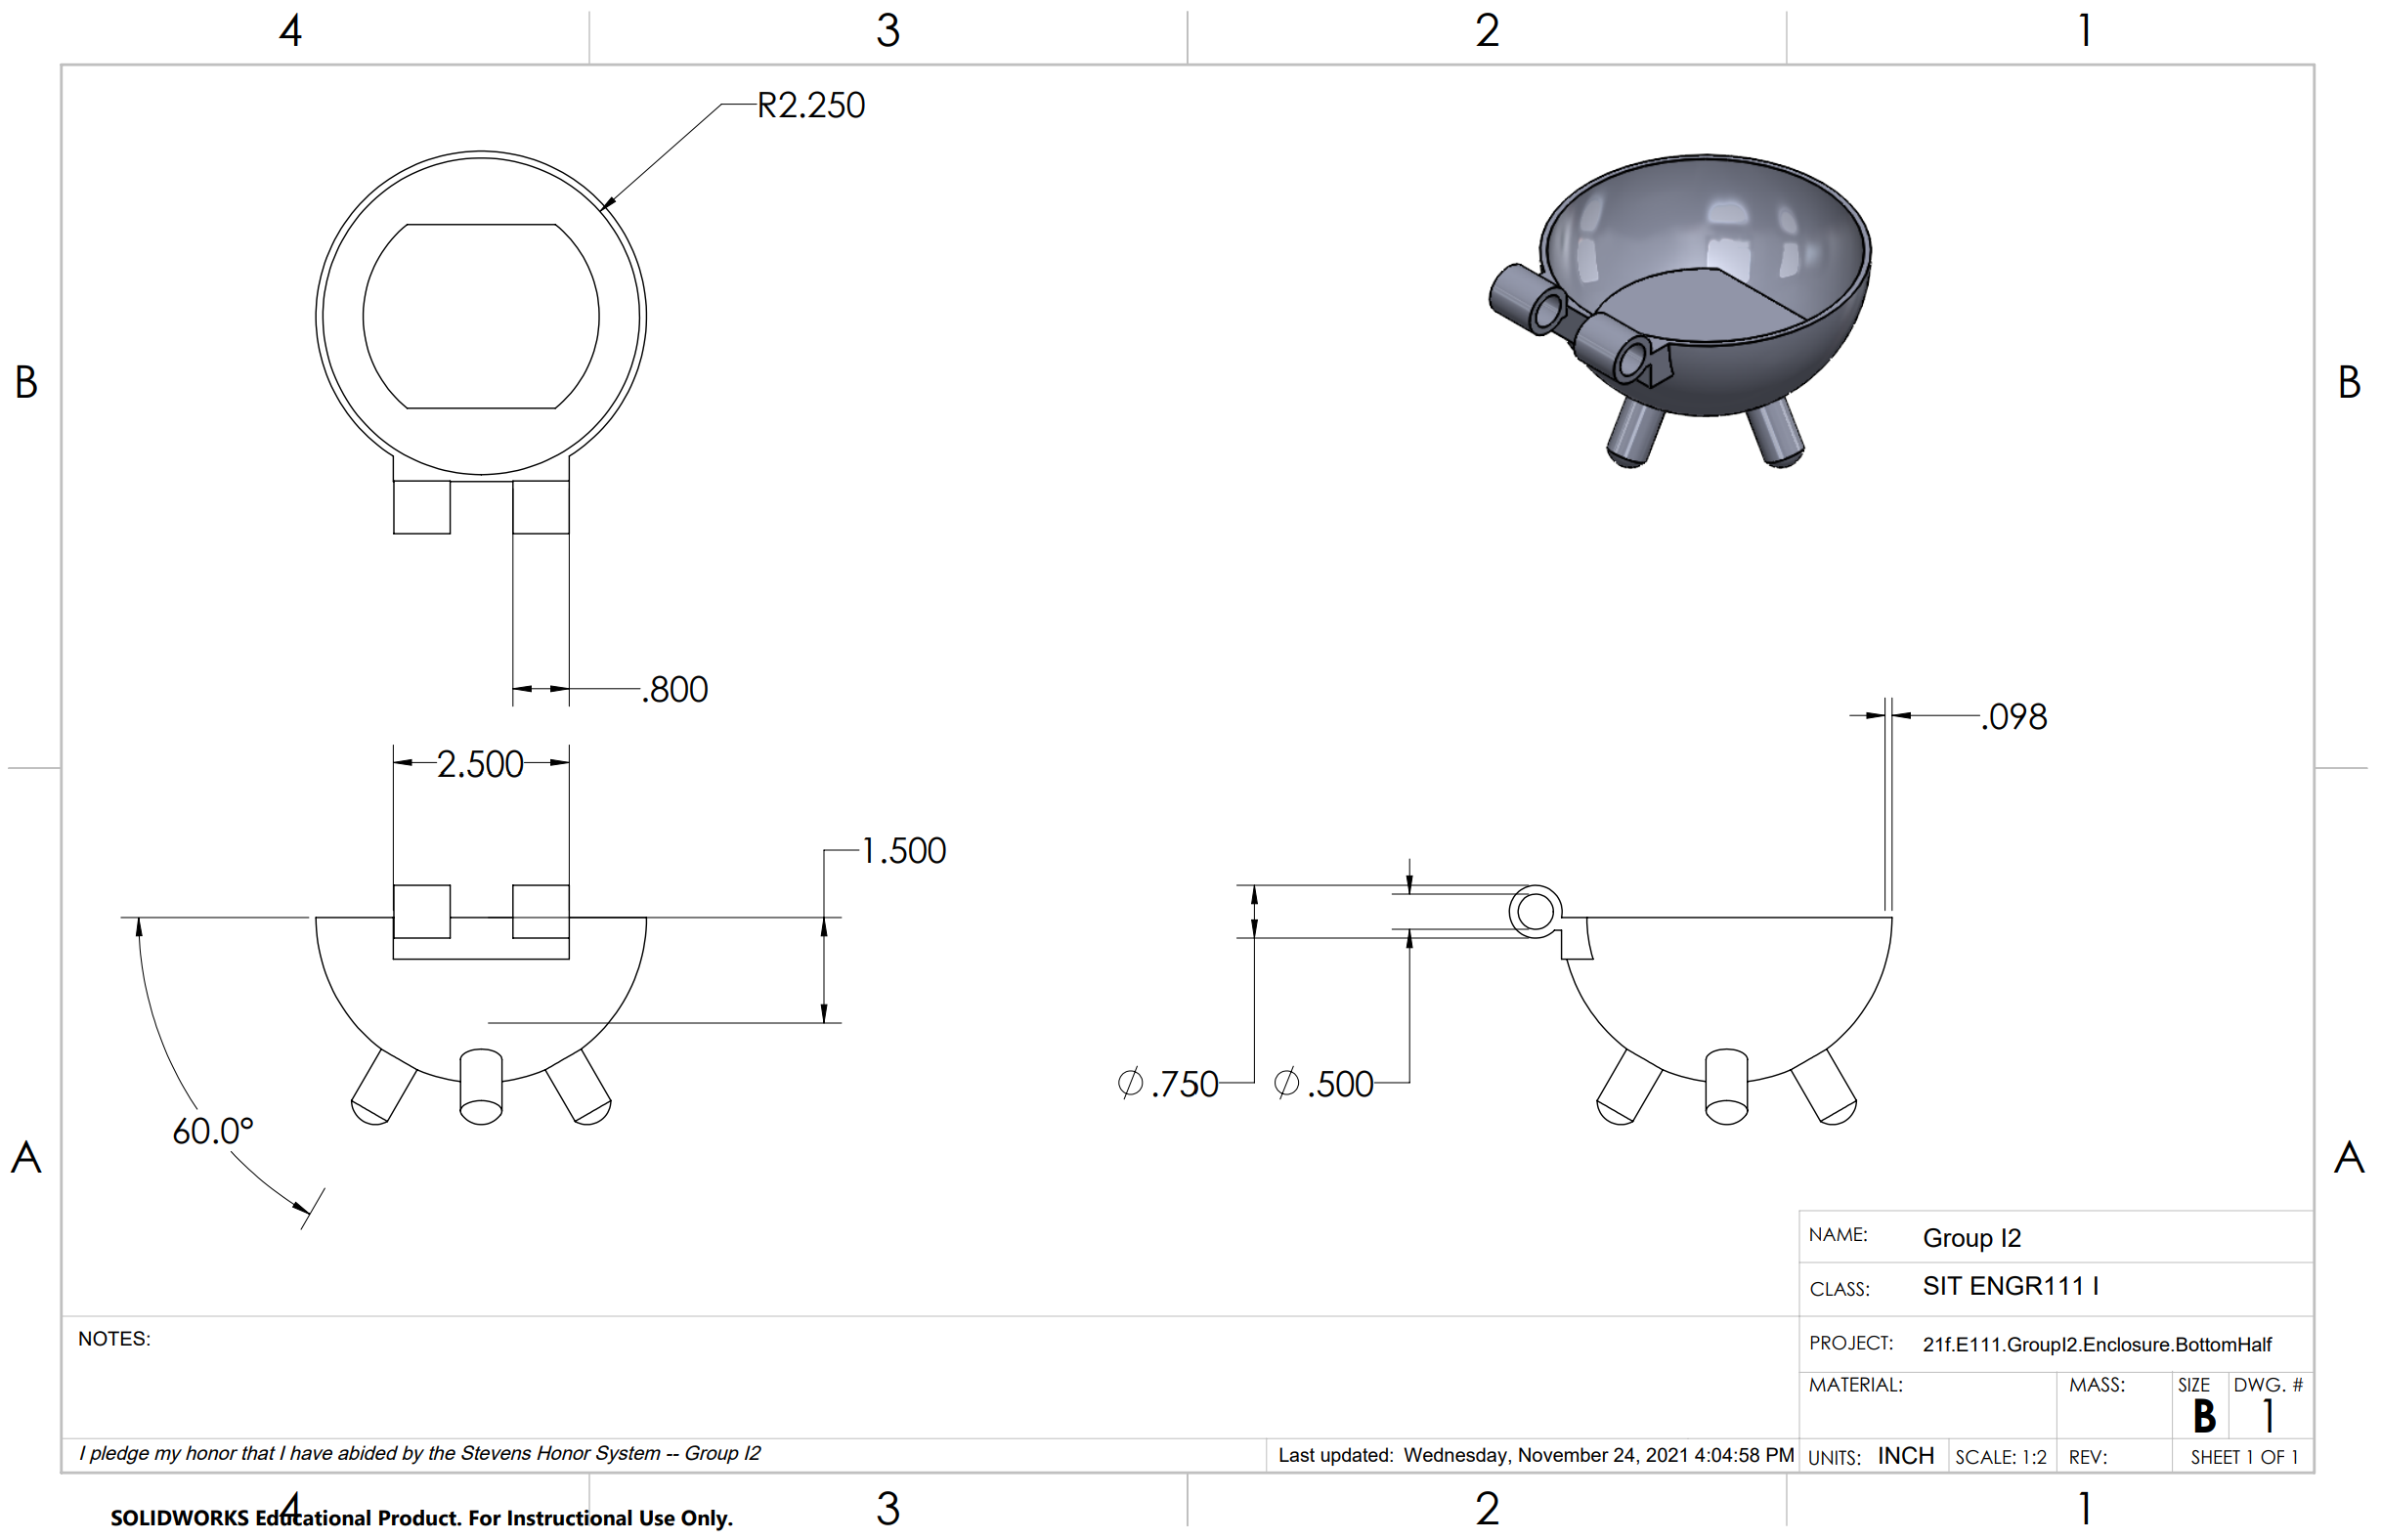 4 3 2 1
R2.250
B B
.800
.098
2.500
1.500
∅ .750 ∅ .500
60.0°
A A
NAME: Group I2
CLASS: SIT ENGR111 I
NOTES:
PROJECT: 21f.E111.GroupI2.Enclosure.BottomHalf
MATERIAL: MASS: SIZE DWG. #
B 1
I pledge my honor that I have abided by the Stevens Honor System -- Group I2
Last updated: Wednesday, November 24, 2021 4:04:58 PM
UNITS: INCH SCALE: 1:2 REV: SHEET 1 OF 1
4 3 2 1
SOLIDWORKS Educational Product. For Instructional Use Only.